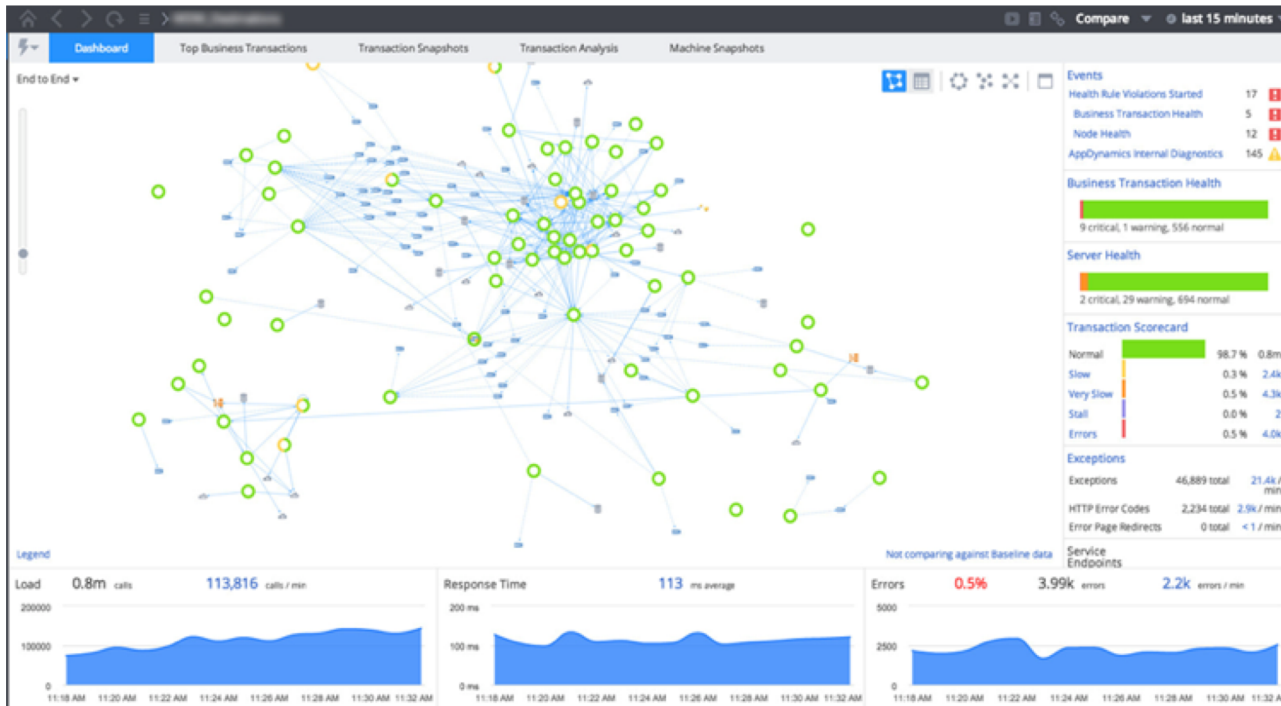 Compare last 15 minutes
Dashboard Top Business Transactions Transaction Snapshots Transaction Analysis Machine Snapshots
End to End
Events
Health Rule Violations Started 17
Business Transaction Health 5
Node Health 12
AppDynamics Internal Diagnostics 145
Business Transaction Health
9 critical, 1 warning, 556 normal
Server Health
2 critical, 29 warning, 694 normal
Transaction Scorecard
Normal 98.7 % 0.8m
Slow 0.3 % 2.4k
Very Slow 0.5 % 4.3k
Stall 0.0 % 2
Errors 0.5 % 4.0k
Exceptions
Exceptions 46,889 total 21.4k / min
HTTP Error Codes 2,234 total 2.9k / min
Error Page Redirects 0 total < 1 / min
Service
Endpoints
Legend Not comparing against Baseline data
Load 0.8m calls 113,816 calls / min
200000
100000
0
11:18 AM 11:20 AM 11:22 AM 11:24 AM 11:26 AM 11:28 AM 11:30 AM 11:32 AM
Response Time 113 ms average
200 ms
100 ms
0 ms
11:18 AM 11:20 AM 11:22 AM 11:24 AM 11:26 AM 11:28 AM 11:30 AM 11:32 AM
Errors 0.5% 3.99k errors 2.2k errors / min
5000
2500
0
11:18 AM 11:20 AM 11:22 AM 11:24 AM 11:26 AM 11:28 AM 11:30 AM 11:32 A